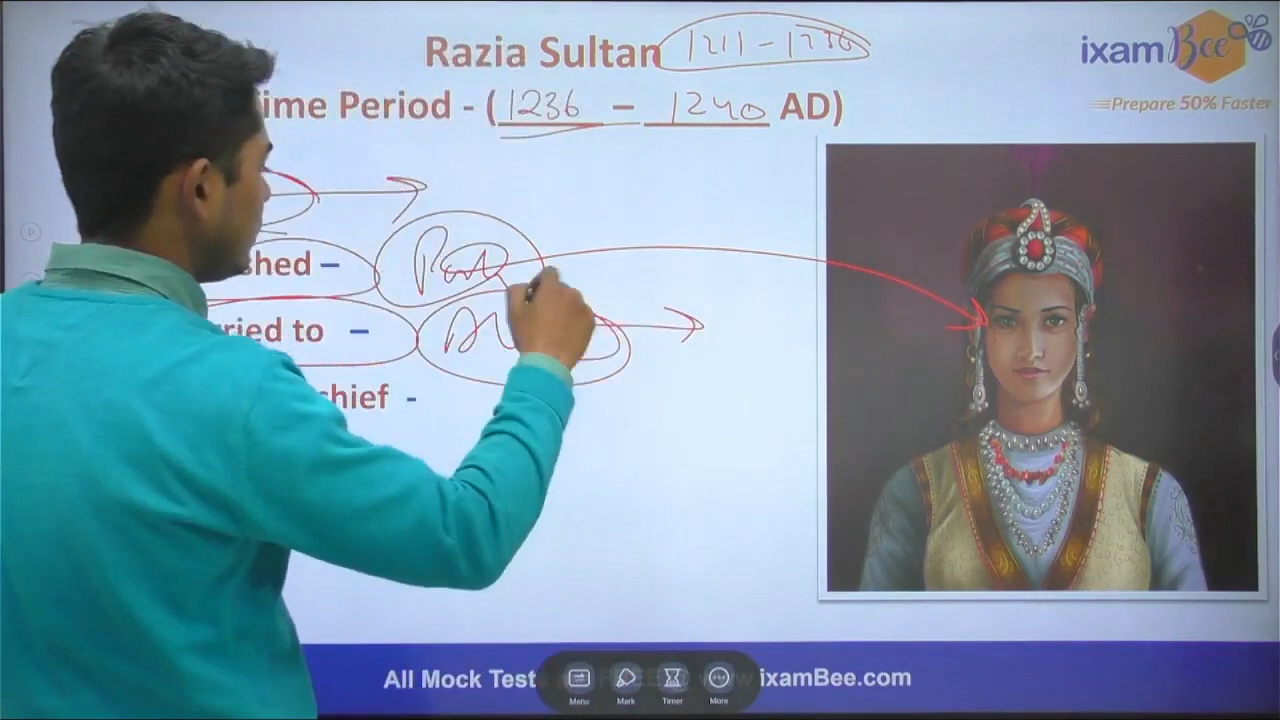 Razia Sultan 1211 - 1236
ixamBee
Prepare 50% Faster
ime Period - (1236 – 1240 AD)
shed –
ried to –
chief -
All Mock Test ixamBee.com
Menu Mark Timer More